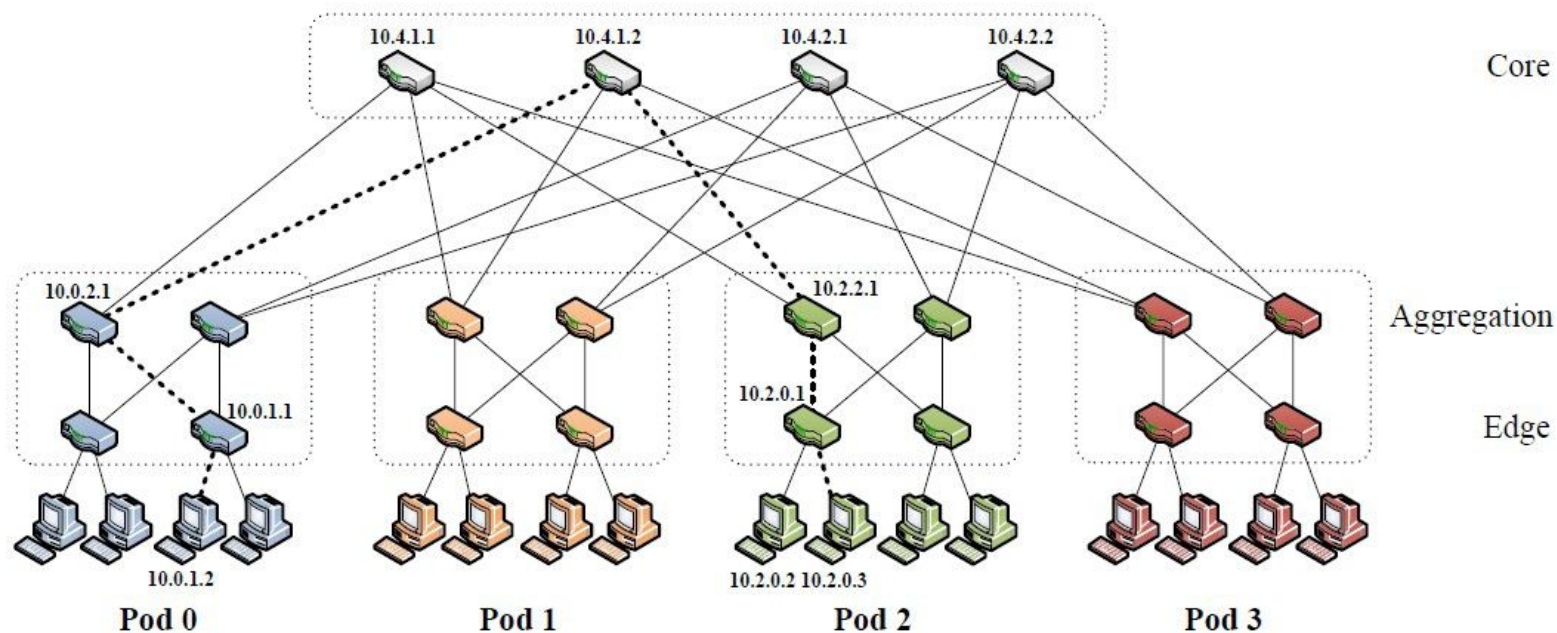 10.4.1.1 10.4.1.2 10.4.2.1 10.4.2.2
Core
10.0.2.1 10.2.2.1
Aggregation
10.0.1.1 10.2.0.1
Edge
10.0.1.2 10.2.0.2 10.2.0.3
Pod 0 Pod 1 Pod 2 Pod 3